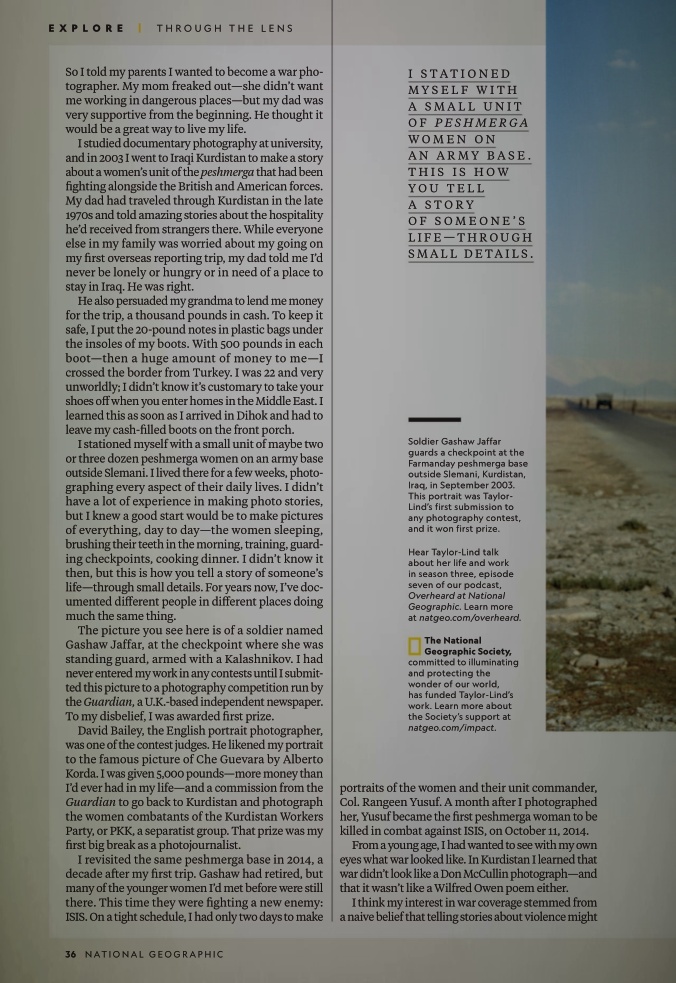 EXPLORE | THROUGH THE LENS
So I told my parents I wanted to become a war pho-
tographer. My mom freaked out—she didn't want
me working in dangerous places—but my dad was
very supportive from the beginning. He thought it
would be a great way to live my life.
I studied documentary photography at university,
and in 2003 I went to Iraqi Kurdistan to make a story
about a women's unit of the peshmerga that had been
fighting alongside the British and American forces.
My dad had traveled through Kurdistan in the late
1970s and told amazing stories about the hospitality
he'd received from strangers there. While everyone
else in my family was worried about my going on
my first overseas reporting trip, my dad told me I'd
never be lonely or hungry or in need of a place to
stay in Iraq. He was right.
He also persuaded my grandma to lend me money
for the trip, a thousand pounds in cash. To keep it
safe, I put the 20-pound notes in plastic bags under
the insoles of my boots. With 500 pounds in each
boot—then a huge amount of money to me—I
crossed the border from Turkey. I was 22 and very
unworldly; I didn't know it's customary to take your
shoes off when you enter homes in the Middle East. I
learned this as soon as I arrived in Dihok and had to
leave my cash-filled boots on the front porch.
I stationed myself with a small unit of maybe two
or three dozen peshmerga women on an army base
outside Slemani. I lived there for a few weeks, photo-
graphing every aspect of their daily lives. I didn't
have a lot of experience in making photo stories,
but I knew a good start would be to make pictures
of everything, day to day—the women sleeping,
brushing their teeth in the morning, training, guard-
ing checkpoints, cooking dinner. I didn't know it
then, but this is how you tell a story of someone's
life—through small details. For years now, I've doc-
umented different people in different places doing
much the same thing.
The picture you see here is of a soldier named
Gashaw Jaffar, at the checkpoint where she was
standing guard, armed with a Kalashnikov. I had
never entered my work in any contests until I submit-
ted this picture to a photography competition run by
the Guardian, a U.K.-based independent newspaper.
To my disbelief, I was awarded first prize.
David Bailey, the English portrait photographer,
was one of the contest judges. He likened my portrait
to the famous picture of Che Guevara by Alberto
Korda. I was given 5,000 pounds—more money than
I'd ever had in my life—and a commission from the
Guardian to go back to Kurdistan and photograph
the women combatants of the Kurdistan Workers
Party, or PKK, a separatist group. That prize was my
first big break as a photojournalist.
I revisited the same peshmerga base in 2014, a
decade after my first trip. Gashaw had retired, but
many of the younger women I'd met before were still
there. This time they were fighting a new enemy:
ISIS. On a tight schedule, I had only two days to make
I STATIONED
MYSELF WITH
A SMALL UNIT
OF PESHMERGA
WOMEN ON
AN ARMY BASE.
THIS IS HOW
YOU TELL
A STORY
OF SOMEONE'S
LIFE—THROUGH
SMALL DETAILS.
Soldier Gashaw Jaffar
guards a checkpoint at the
Farmanday peshmerga base
outside Slemani, Kurdistan,
Iraq, in September 2003.
This portrait was Taylor-
Lind's first submission to
any photography contest,
and it won first prize.
Hear Taylor-Lind talk
about her life and work
in season three, episode
seven of our podcast,
Overheard at National
Geographic. Learn more
at natgeo.com/overheard.
The National
Geographic Society,
committed to illuminating
and protecting the
wonder of our world,
has funded Taylor-Lind's
work. Learn more about
the Society's support at
natgeo.com/impact.
portraits of the women and their unit commander,
Col. Rangeen Yusuf. A month after I photographed
her, Yusuf became the first peshmerga woman to be
killed in combat against ISIS, on October 11, 2014.
From a young age, I had wanted to see with my own
eyes what war looked like. In Kurdistan I learned that
war didn't look like a Don McCullin photograph—and
that it wasn't like a Wilfred Owen poem either.
I think my interest in war coverage stemmed from
a naive belief that telling stories about violence might
36 NATIONAL GEOGRAPHIC